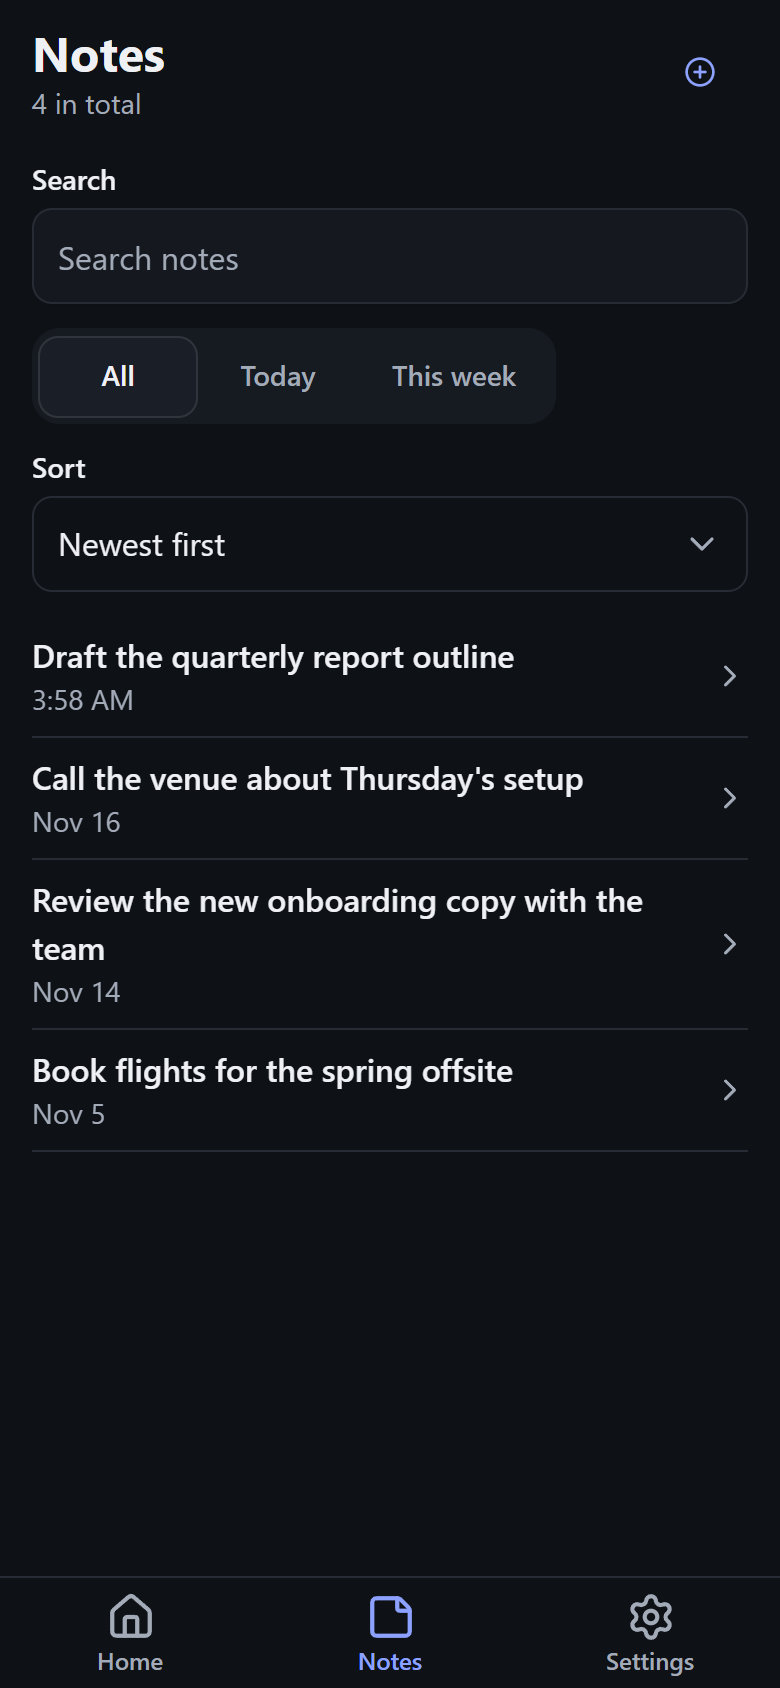 Notes
4 in total
Search
Search notes
All
Today
This week
Sort
Newest first
Draft the quarterly report outline
3:58 AM
Call the venue about Thursday's setup
Nov 16
Review the new onboarding copy with the
team
Nov 14
Book flights for the spring offsite
Nov 5
Home
Notes
Settings